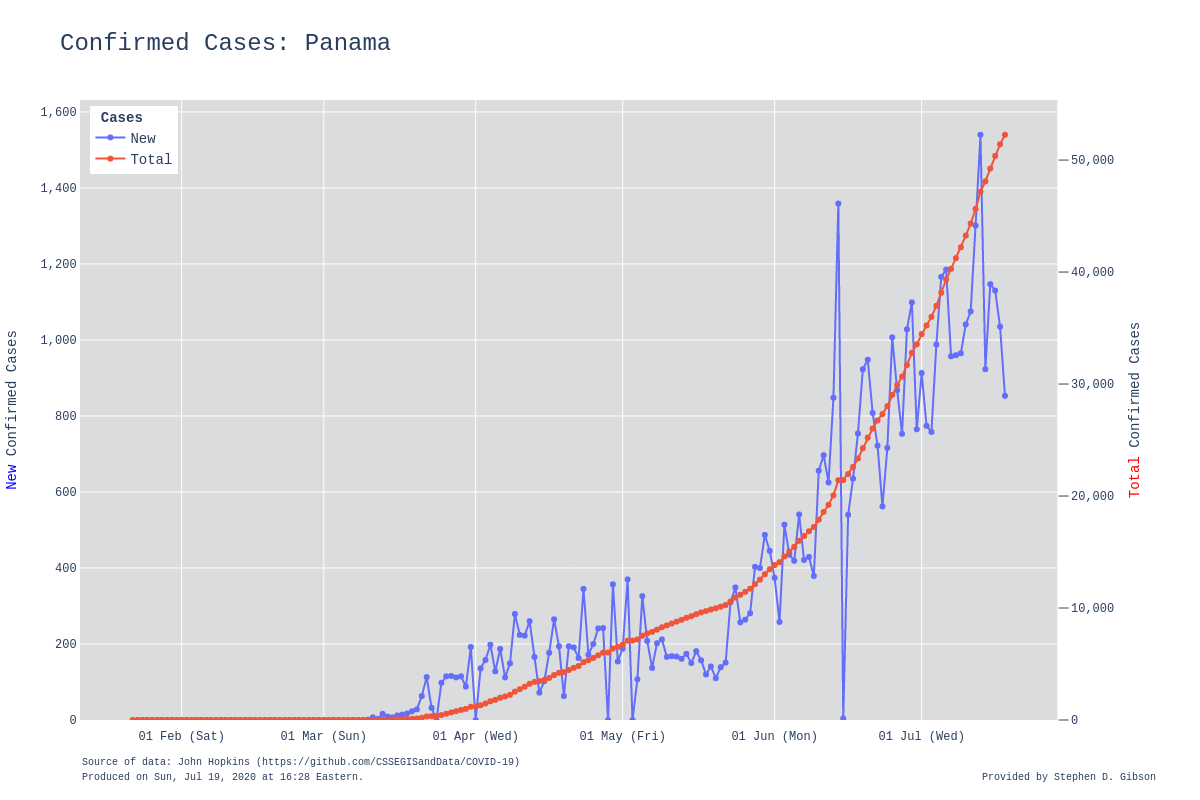 Confirmed Cases: Panama
Cases
New
Total
1,600
1,400
1,200
1,000
800
600
400
200
0
New Confirmed Cases
50,000
40,000
30,000
20,000
10,000
0
Total Confirmed Cases
01 Feb (Sat)
01 Mar (Sun)
01 Apr (Wed)
01 May (Fri)
01 Jun (Mon)
01 Jul (Wed)
Source of data: John Hopkins (https://github.com/CSSEGISandData/COVID-19)
Produced on Sun, Jul 19, 2020 at 16:28 Eastern.
Provided by Stephen D. Gibson